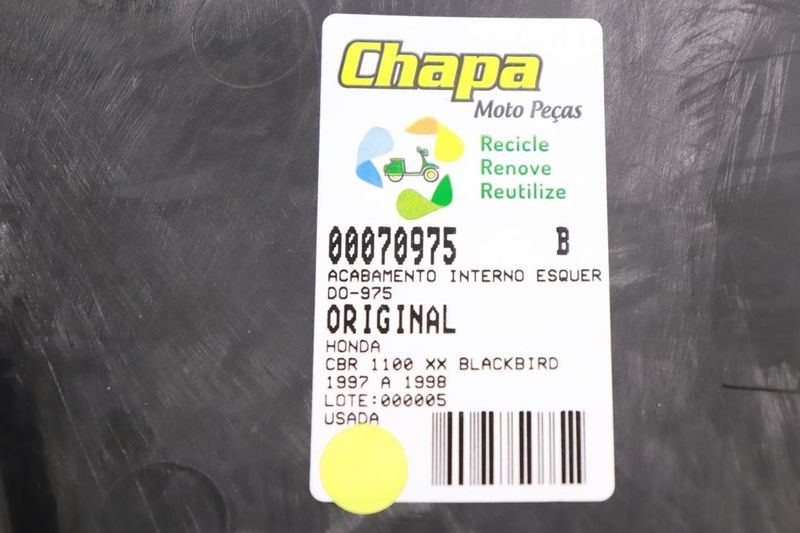 Chapa
Moto Peças
Recicle
Renove
Reutilize
00070975 B
ACABAMENTO INTERNO ESQUER
DO-975
ORIGINAL
HONDA
CBR 1100 XX BLACKBIRD
1997 A 1998
LOTE:000005
USADA